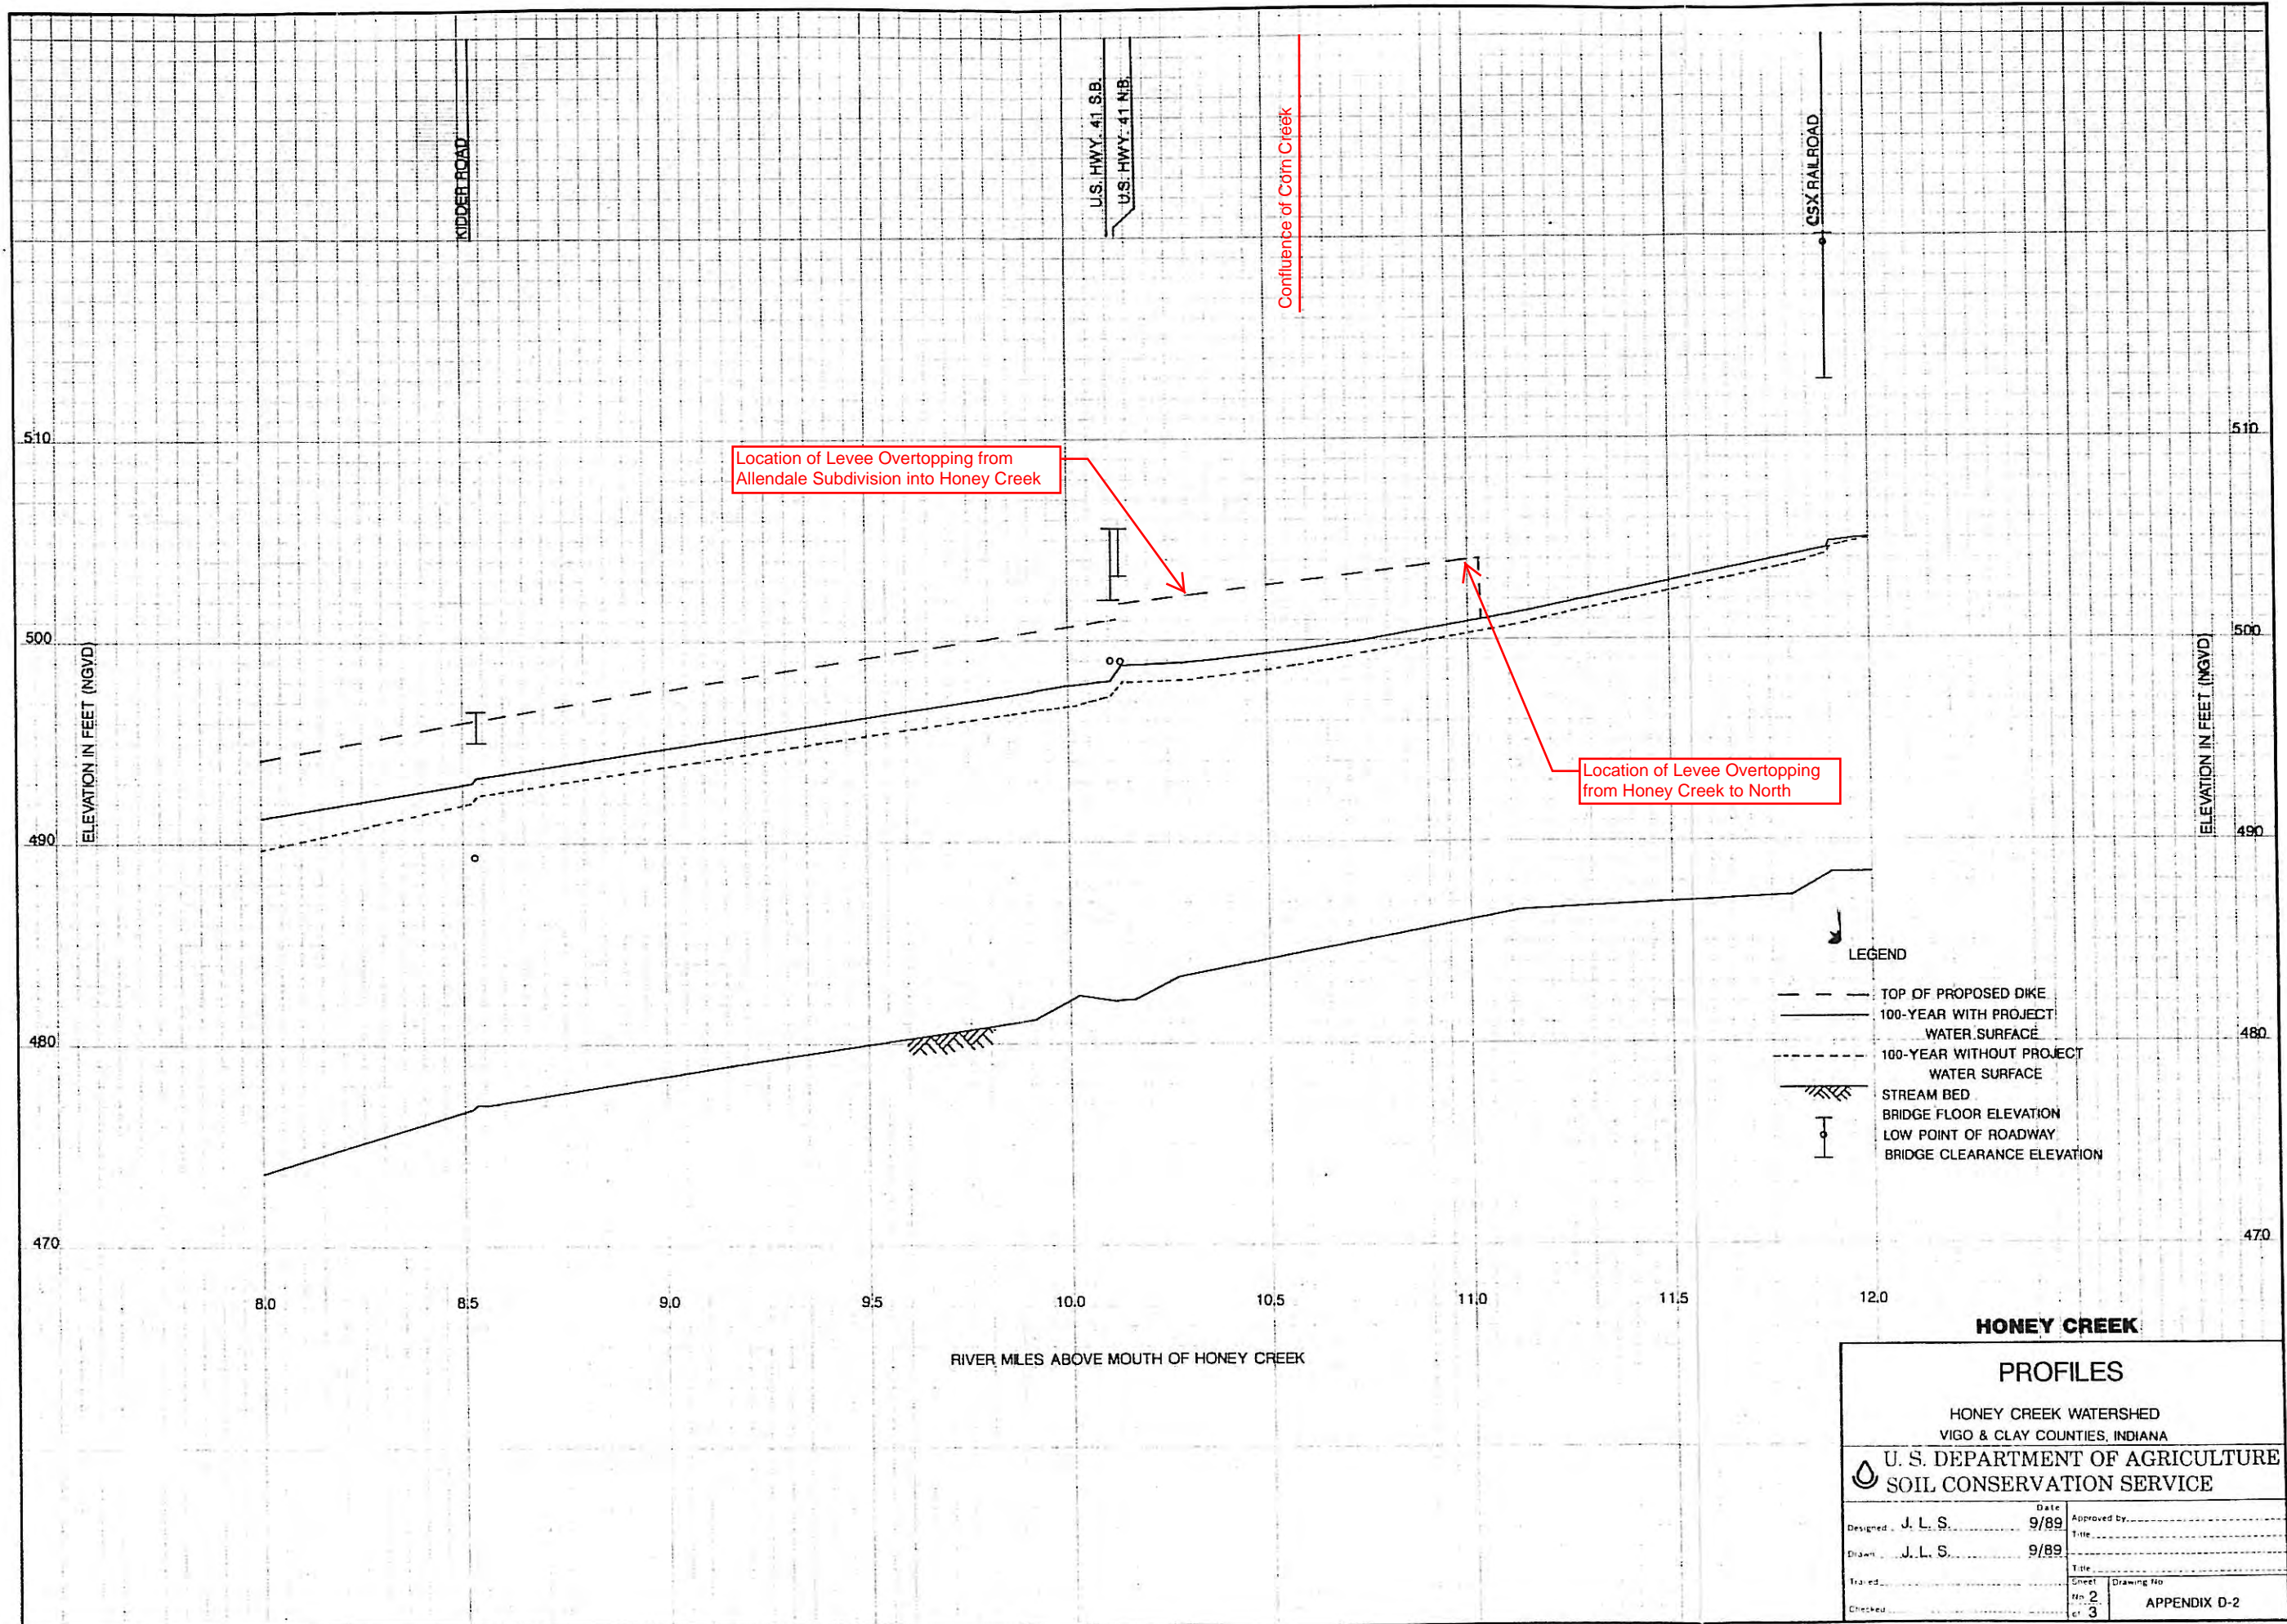 KIDDER ROAD
U.S. HWY. 41 S.B.
U.S. HWY. 41 N.B.
Confluence of Corn Creek
CSX RAILROAD
510
510
Location of Levee Overtopping from
Allendale Subdivision into Honey Creek
500
500
ELEVATION IN FEET (NGVD)
ELEVATION IN FEET (NGVD)
Location of Levee Overtopping
from Honey Creek to North
490
490
LEGEND
TOP OF PROPOSED DIKE
100-YEAR WITH PROJECT
WATER SURFACE
100-YEAR WITHOUT PROJECT
WATER SURFACE
STREAM BED
BRIDGE FLOOR ELEVATION
LOW POINT OF ROADWAY
BRIDGE CLEARANCE ELEVATION
480
480
470
470
8.0
8.5
9.0
9.5
10.0
10.5
11.0
11.5
12.0
RIVER MILES ABOVE MOUTH OF HONEY CREEK
HONEY CREEK
PROFILES
HONEY CREEK WATERSHED
VIGO & CLAY COUNTIES, INDIANA
U. S. DEPARTMENT OF AGRICULTURE
SOIL CONSERVATION SERVICE
Date
Designed J. L. S. 9/89
Drawn J. L. S. 9/89
Traced
Checked
Approved by
Title
Title
Sheet
No 2
of 3
Drawing No
APPENDIX D-2